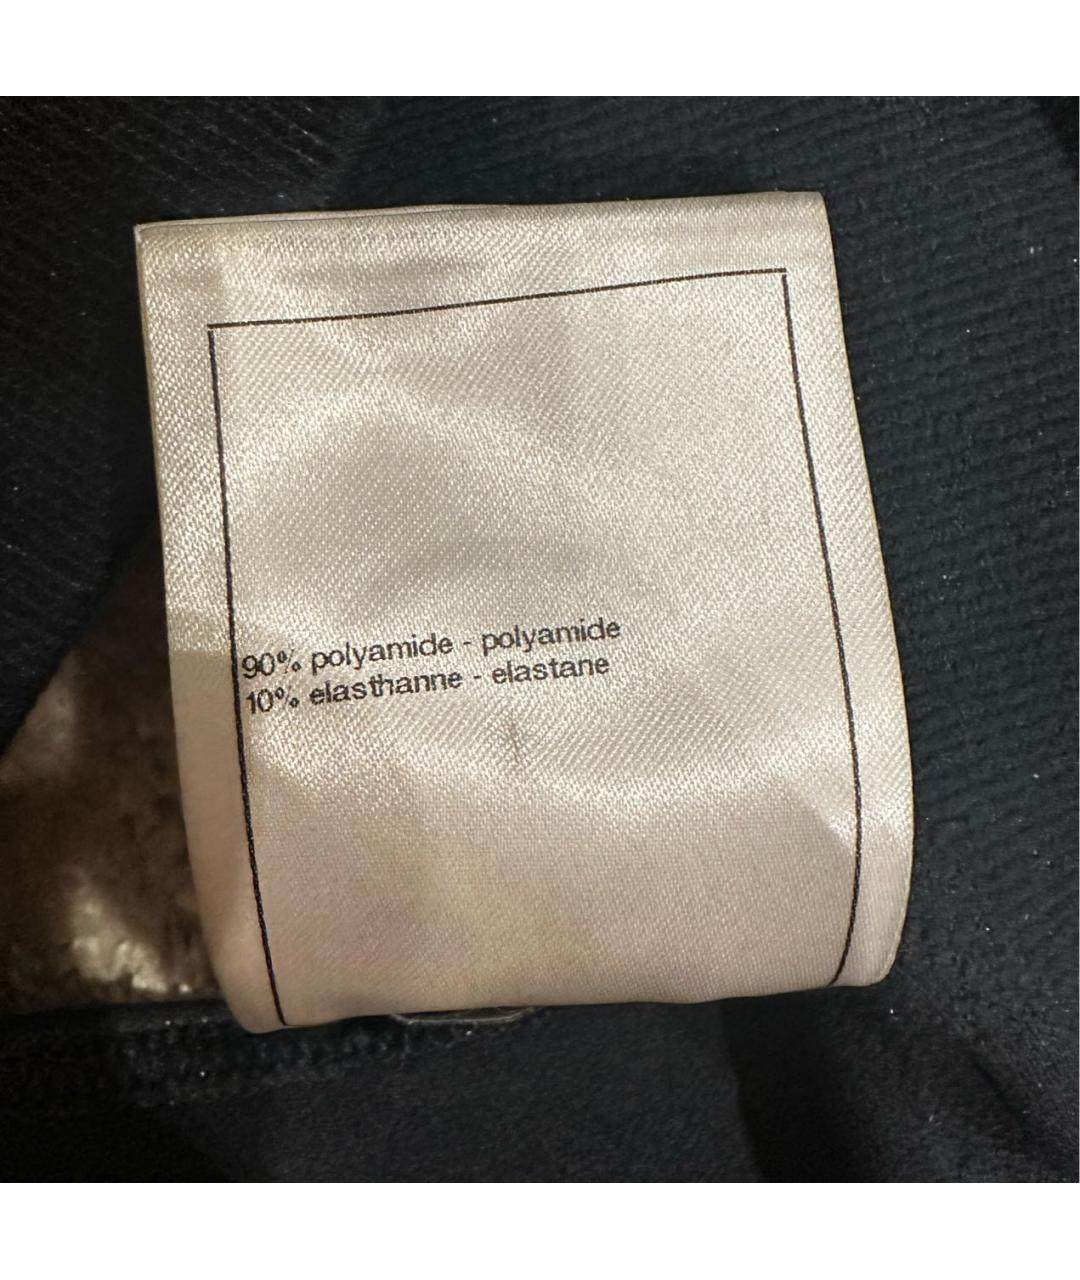 90% polyamide - polyamide
10% elasthanne - elastane